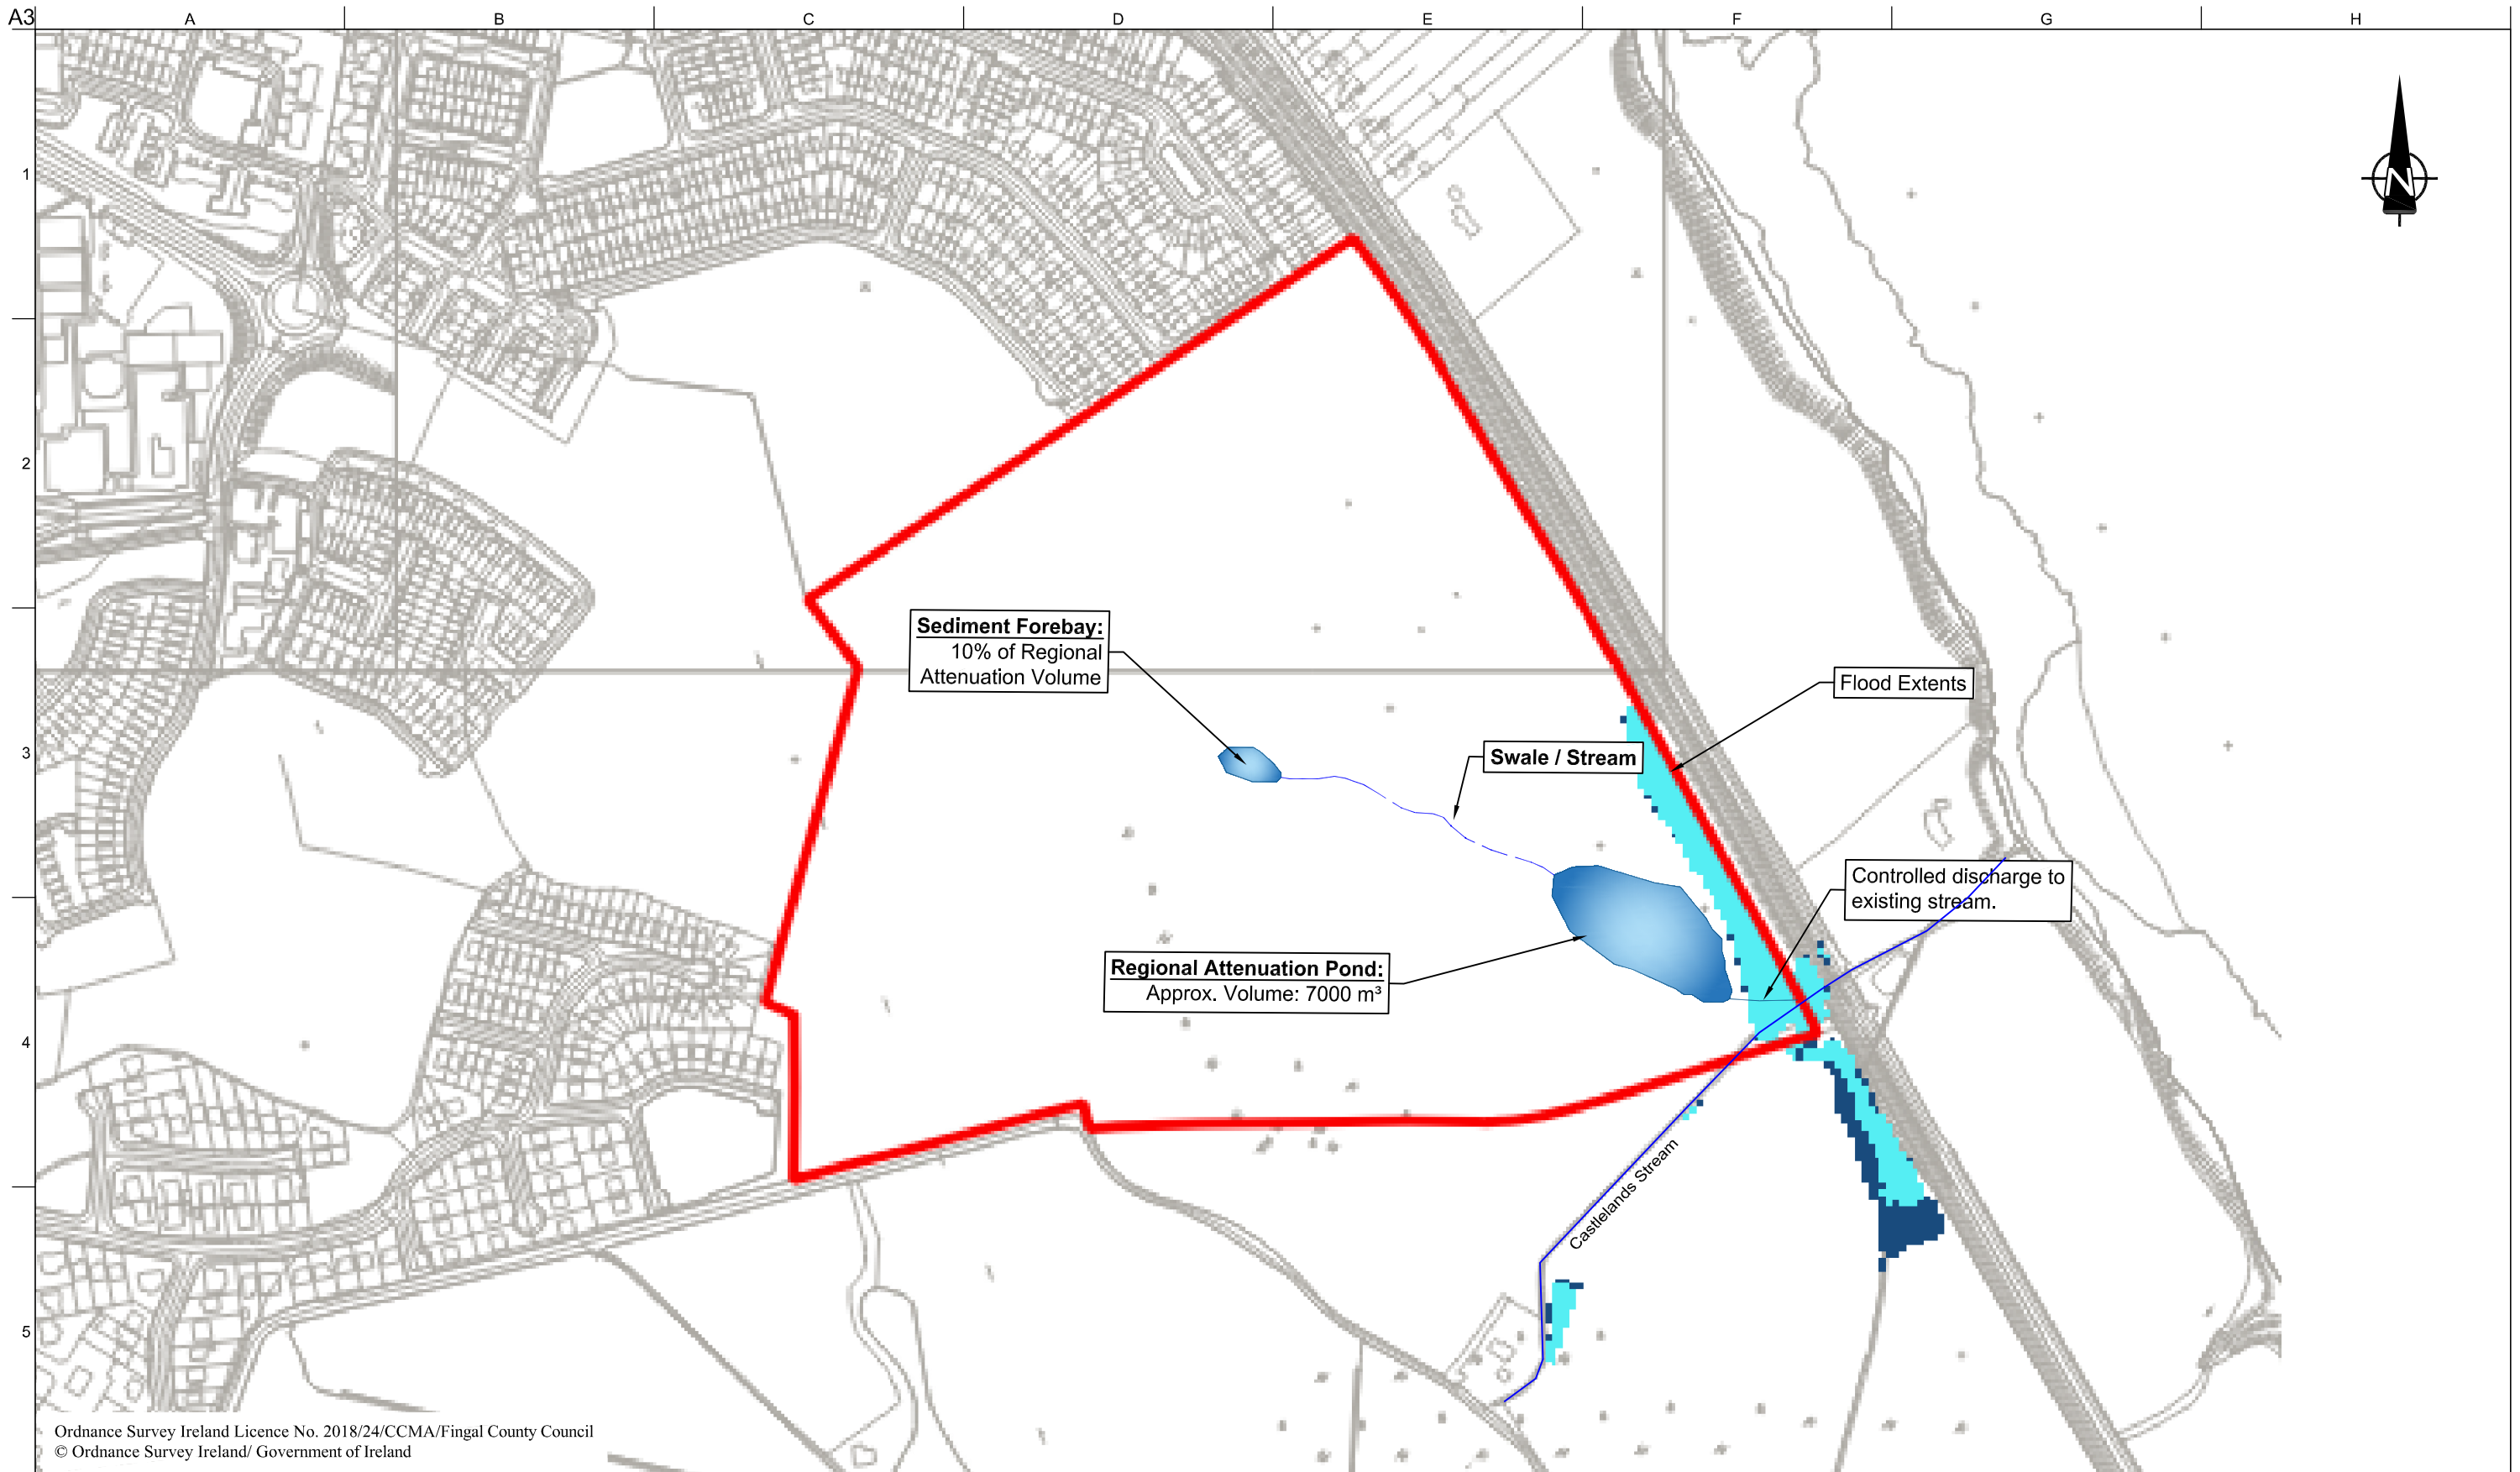 A3
A
B
C
D
E
F
G
H
1
N
2
Sediment Forebay:
10% of Regional
Attenuation Volume
Flood Extents
3
Swale / Stream
Controlled discharge to
existing stream.
Regional Attenuation Pond:
Approx. Volume: 7000 m³
4
Castlelands Stream
5
Ordnance Survey Ireland Licence No. 2018/24/CCMA/Fingal County Council
© Ordnance Survey Ireland/ Government of Ireland